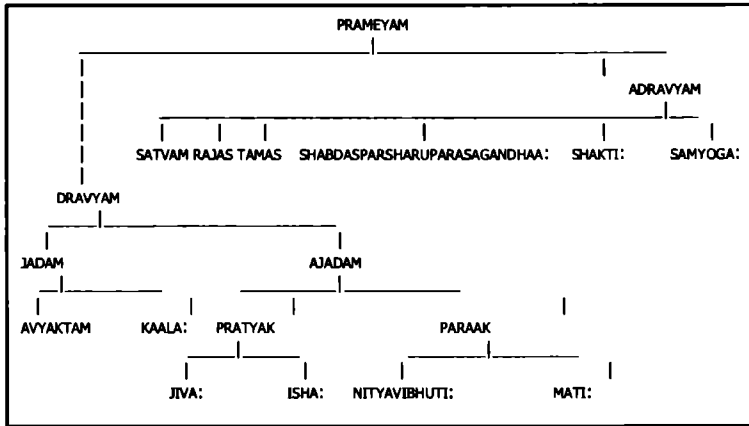 PRAMEYAM
ADRAVYAM
SATVAM RAJAS TAMAS SHABDASPARSHARUPARASAGANDHAA: SHAKTI: SAMYOGA:
DRAVYAM
JADAM AJADAM
AVYAKTAM KAALA: PRATYAK PARAAK
JIVA: ISHA: NITYAVIBHUTI: MATI: